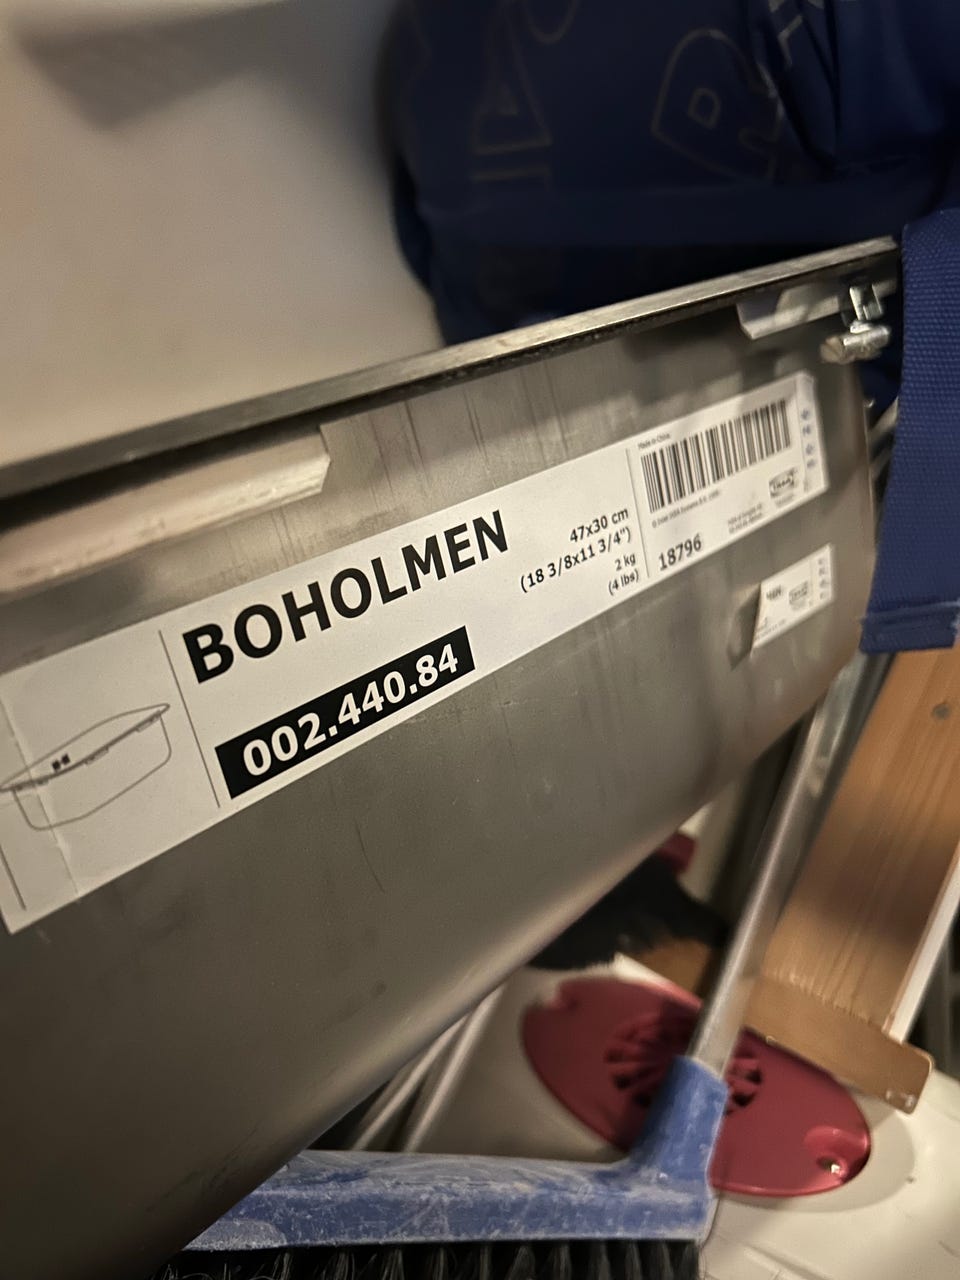 BOHOLMEN
002.440.84
47x30 cm
(18 3/8x11 3/4")
2 kg
(4 lbs)
Made in China
18796
IKEA